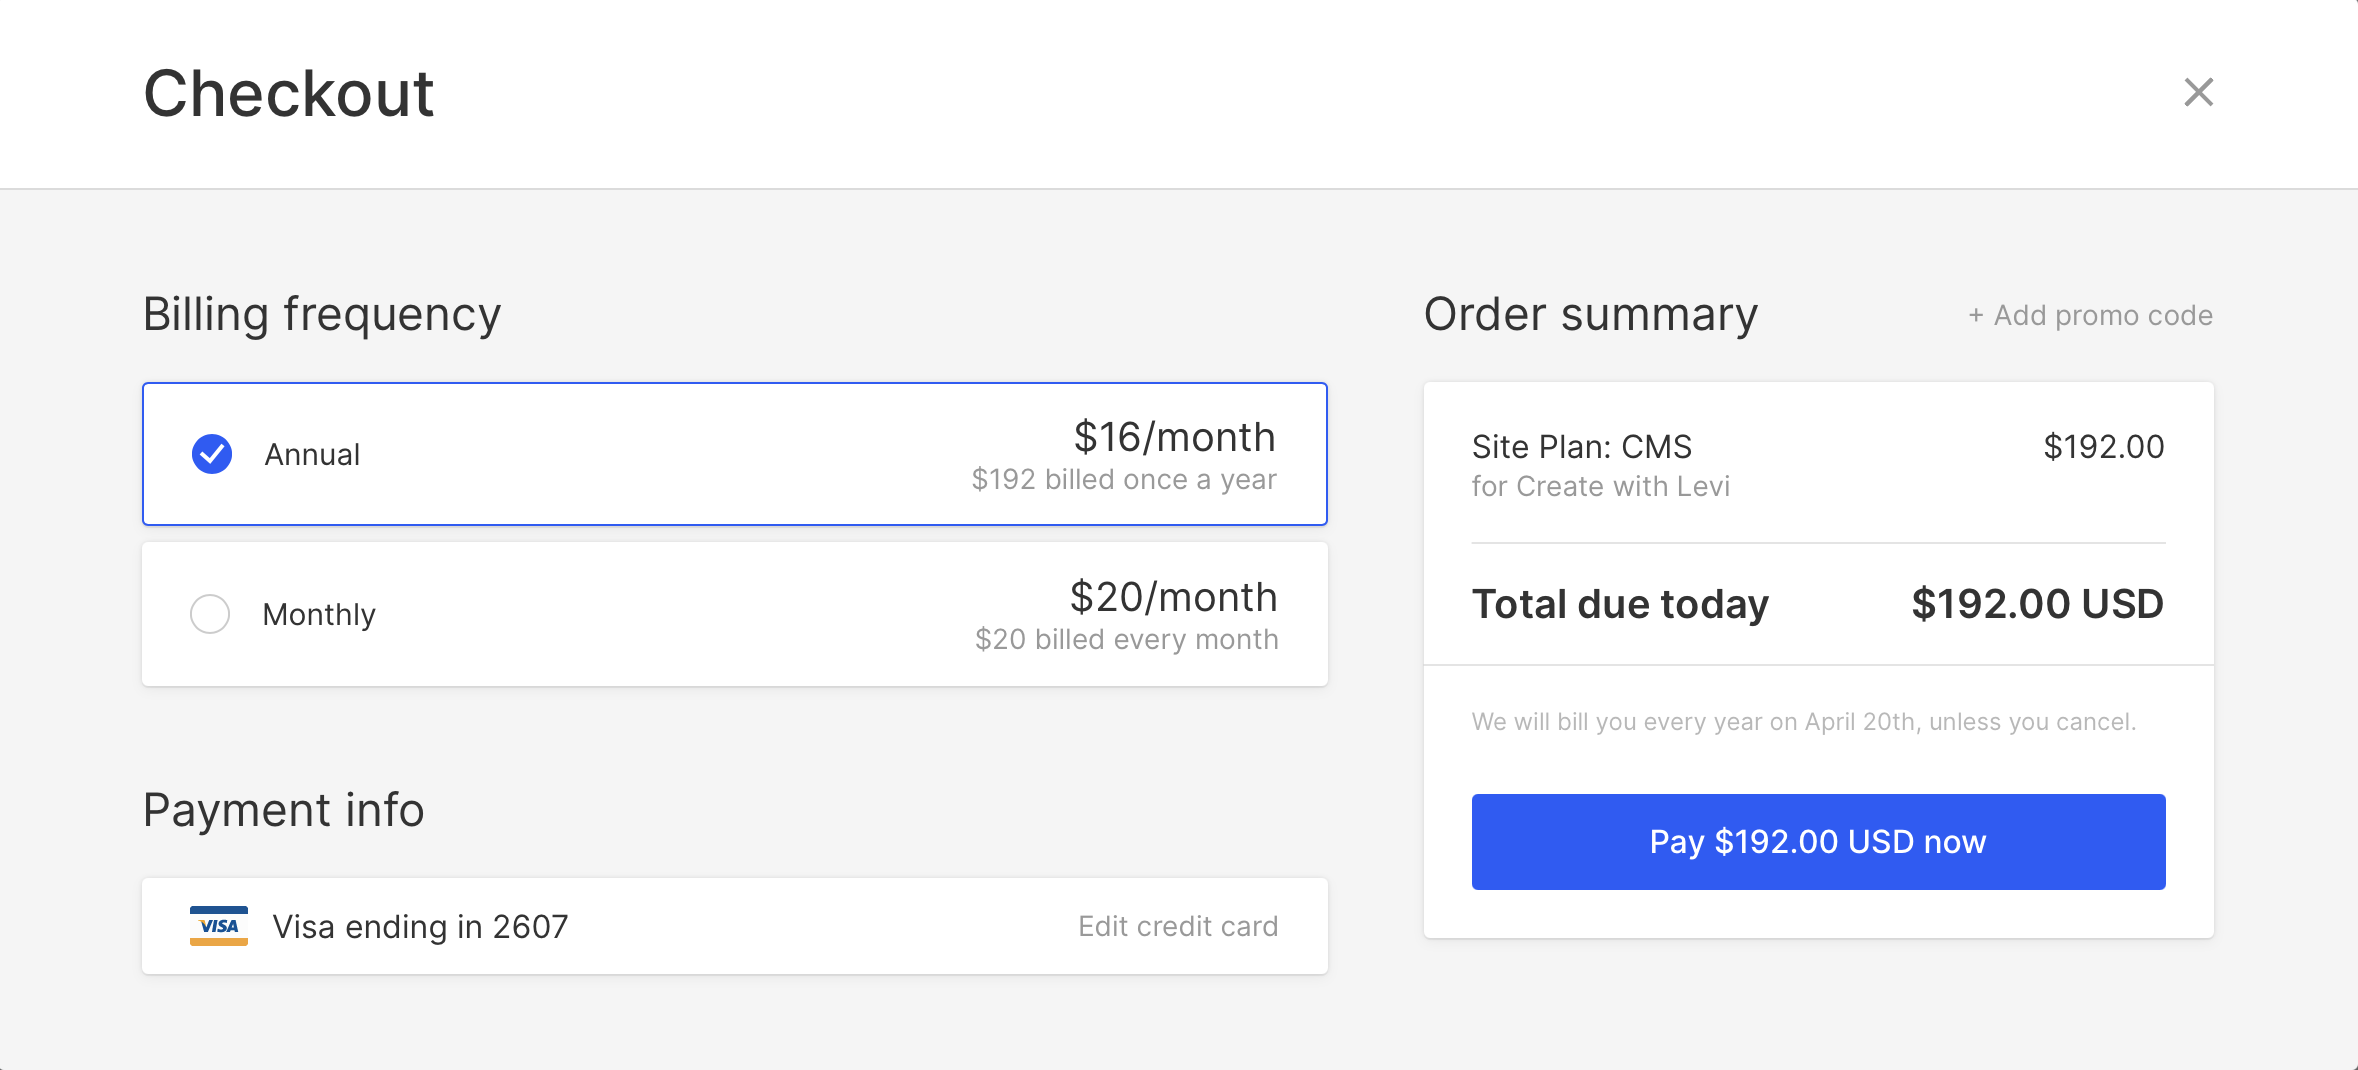 Checkout
Billing frequency
Annual
$16/month
$192 billed once a year
Monthly
$20/month
$20 billed every month
Payment info
VISA
Visa ending in 2607
Edit credit card
Order summary
+ Add promo code
Site Plan: CMS
$192.00
for Create with Levi
Total due today
$192.00 USD
We will bill you every year on April 20th, unless you cancel.
Pay $192.00 USD now